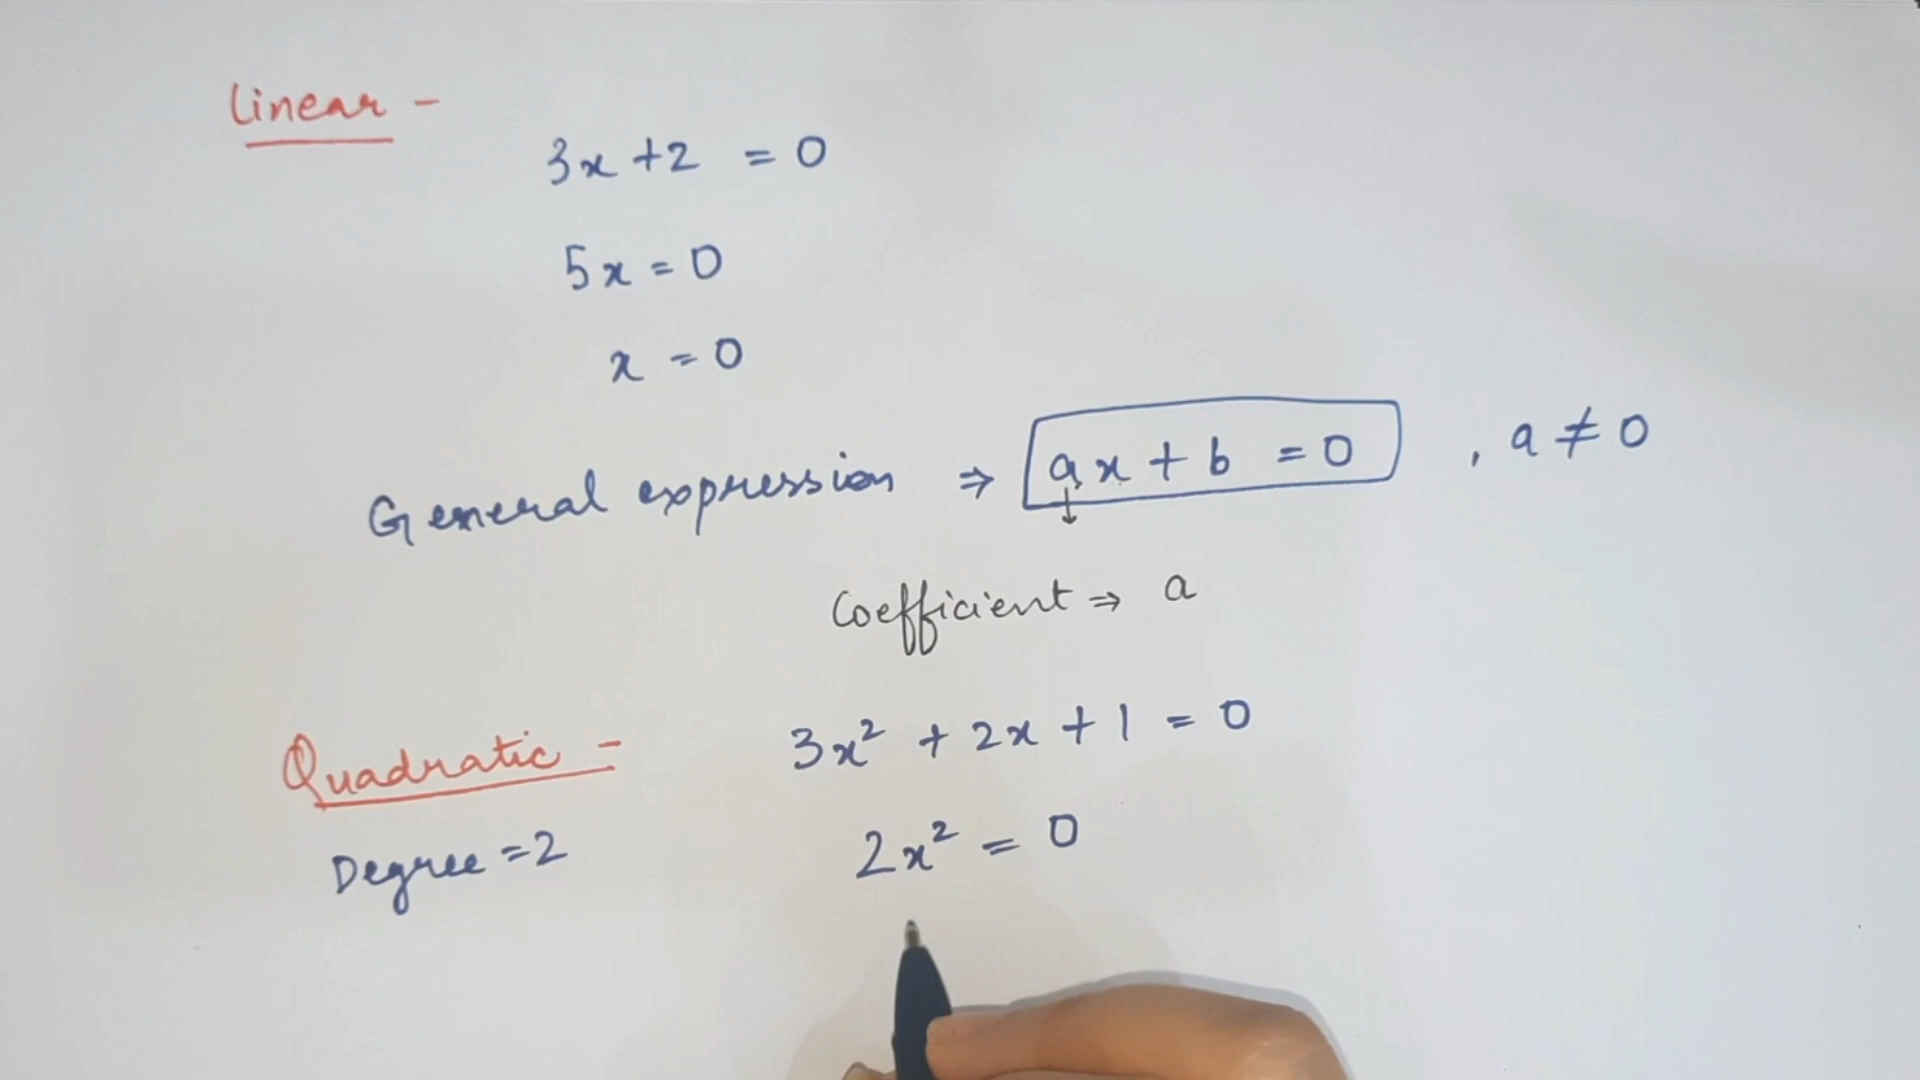 Linear -
3x + 2 = 0
5x = 0
x = 0
General expression ⇒ ax + b = 0 , a ≠ 0
↓
Coefficient ⇒ a
Quadratic - 3x² + 2x + 1 = 0
Degree = 2 2x² = 0